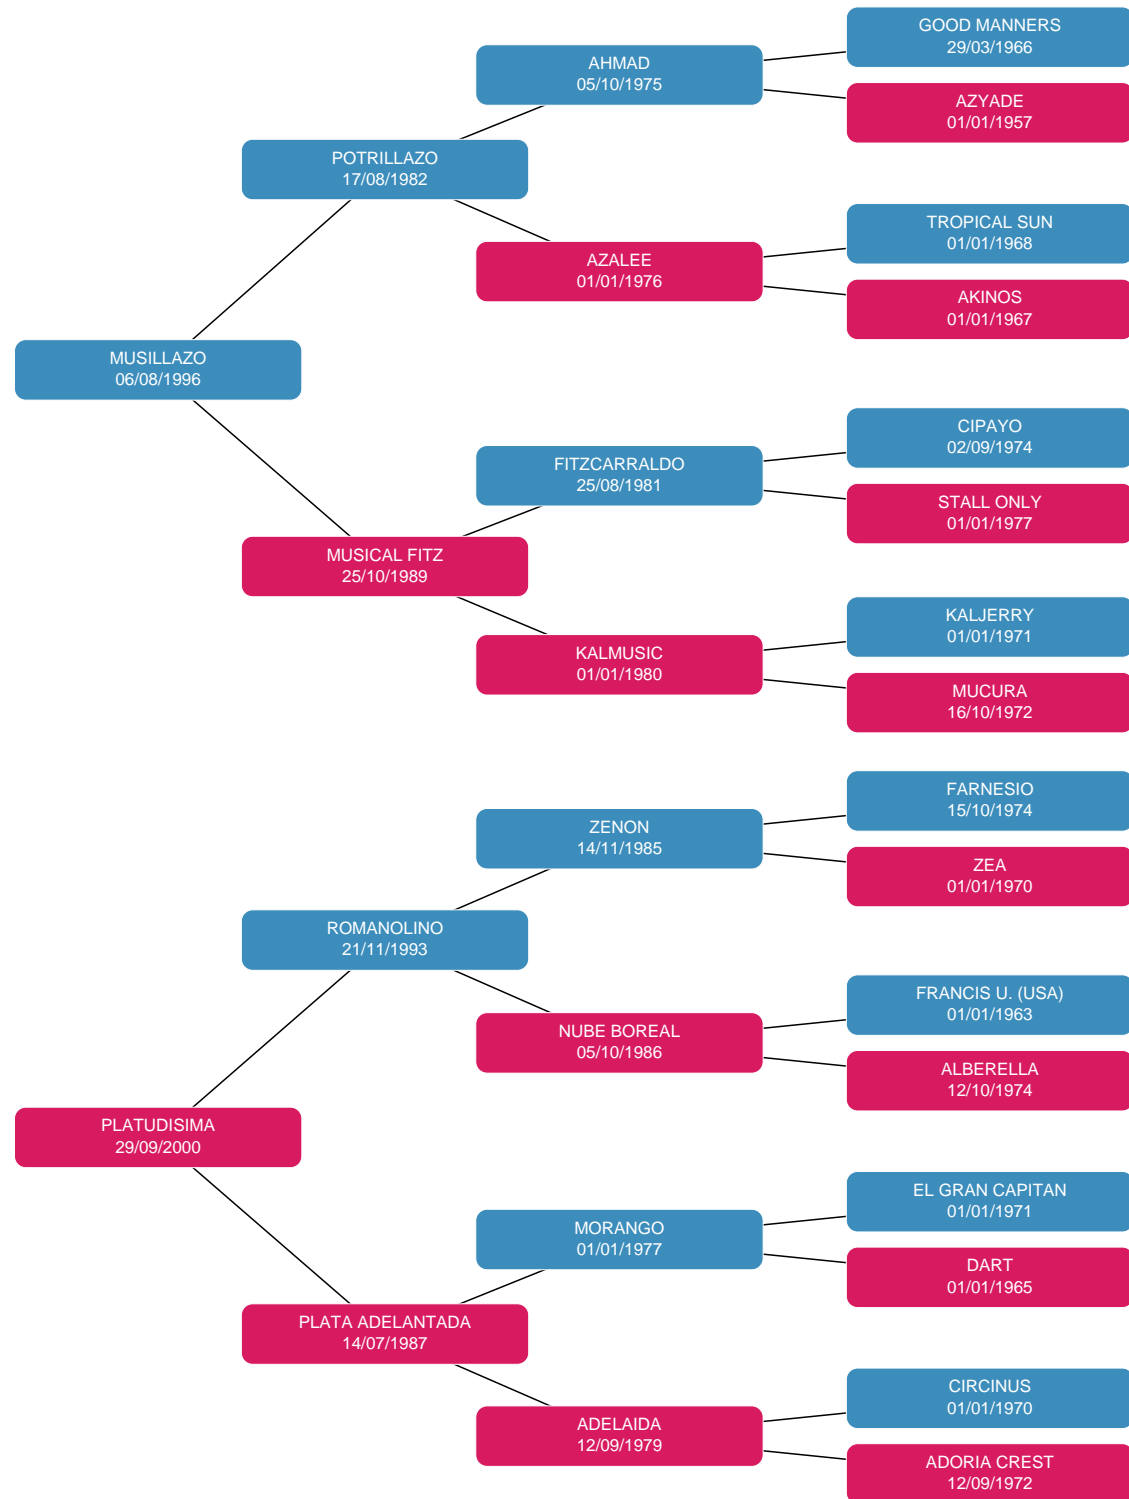 GOOD MANNERS
29/03/1966
AHMAD
05/10/1975
AZYADE
01/01/1957
POTRILLAZO
17/08/1982
TROPICAL SUN
01/01/1968
AZALEE
01/01/1976
AKINOS
01/01/1967
MUSILLAZO
06/08/1996
CIPAYO
02/09/1974
FITZCARRALDO
25/08/1981
STALL ONLY
01/01/1977
MUSICAL FITZ
25/10/1989
KALJERRY
01/01/1971
KALMUSIC
01/01/1980
MUCURA
16/10/1972
FARNESIO
15/10/1974
ZENON
14/11/1985
ZEA
01/01/1970
ROMANOLINO
21/11/1993
FRANCIS U. (USA)
01/01/1963
NUBE BOREAL
05/10/1986
ALBERELLA
12/10/1974
PLATUDISIMA
29/09/2000
EL GRAN CAPITAN
01/01/1971
MORANGO
01/01/1977
DART
01/01/1965
PLATA ADELANTADA
14/07/1987
CIRCINUS
01/01/1970
ADELAIDA
12/09/1979
ADORIA CREST
12/09/1972